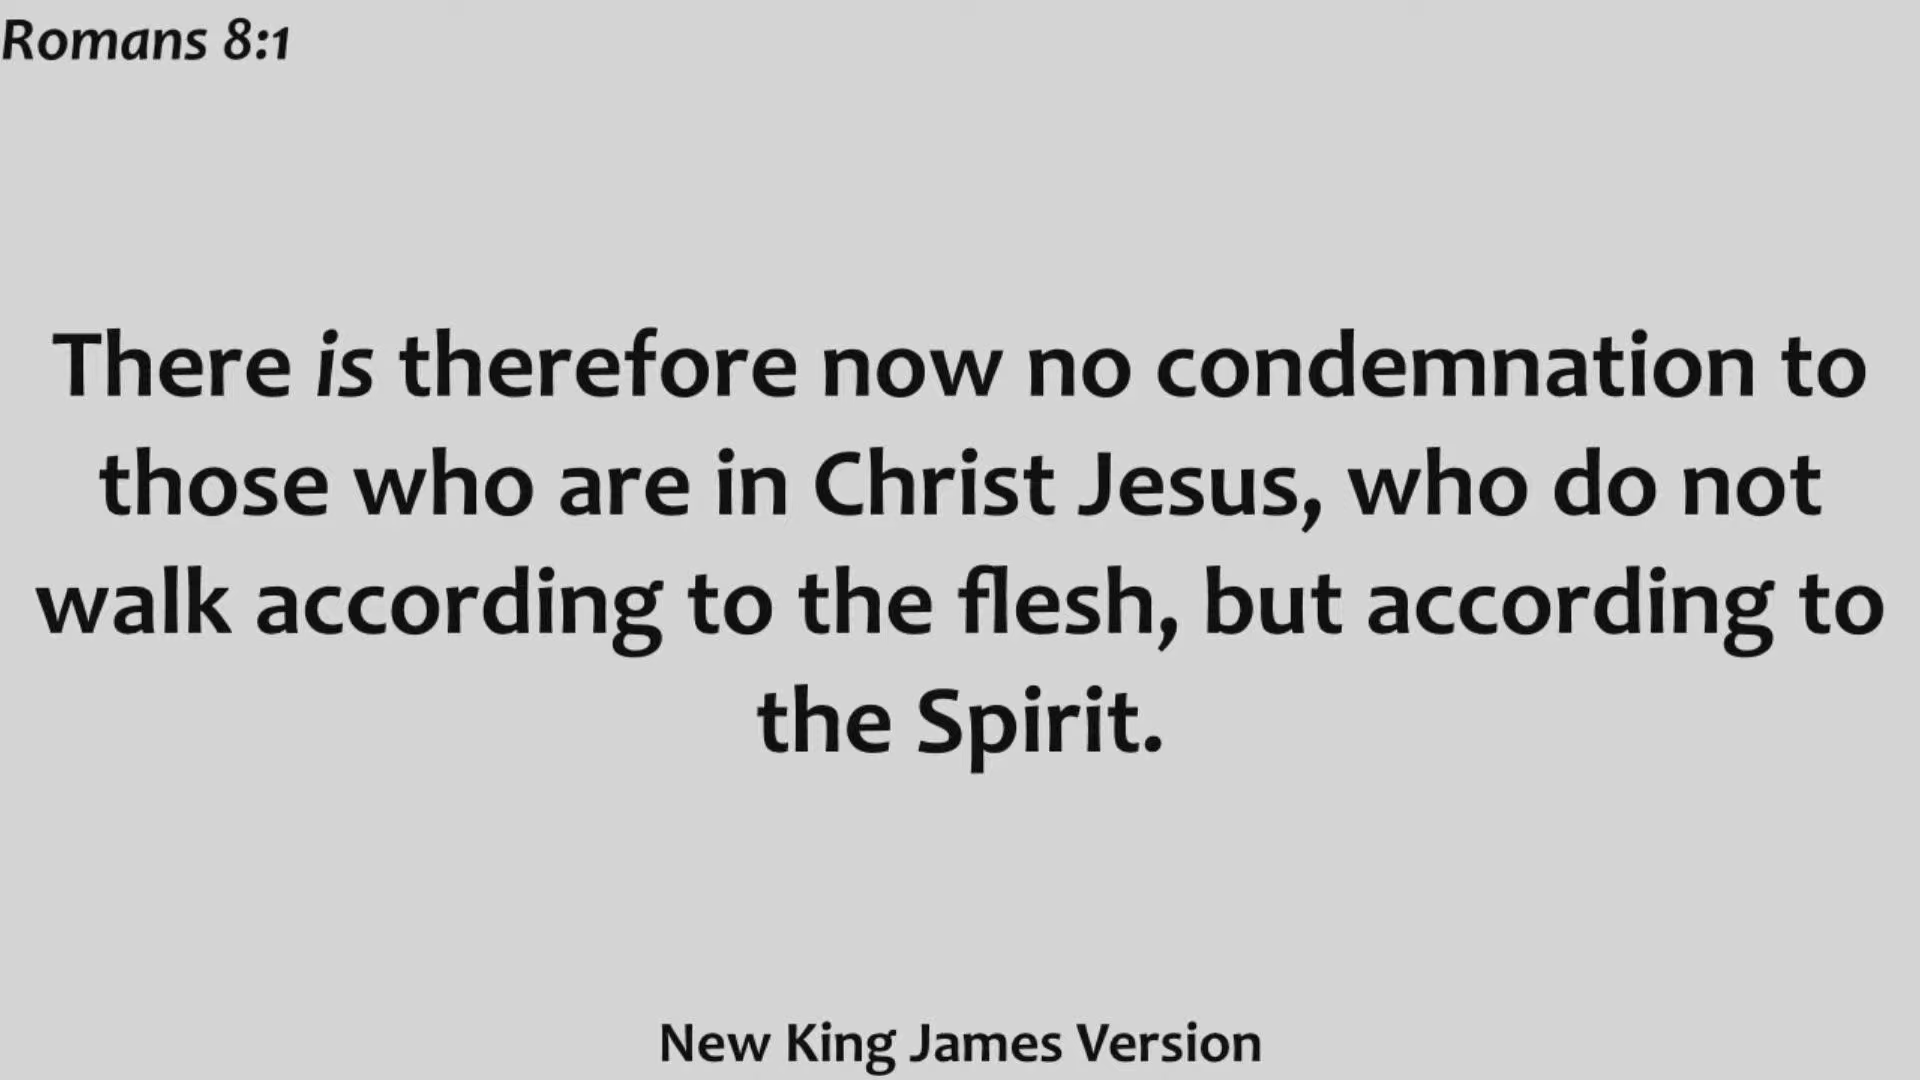 Romans 8:1
There is therefore now no condemnation to
those who are in Christ Jesus, who do not
walk according to the flesh, but according to
the Spirit.
New King James Version